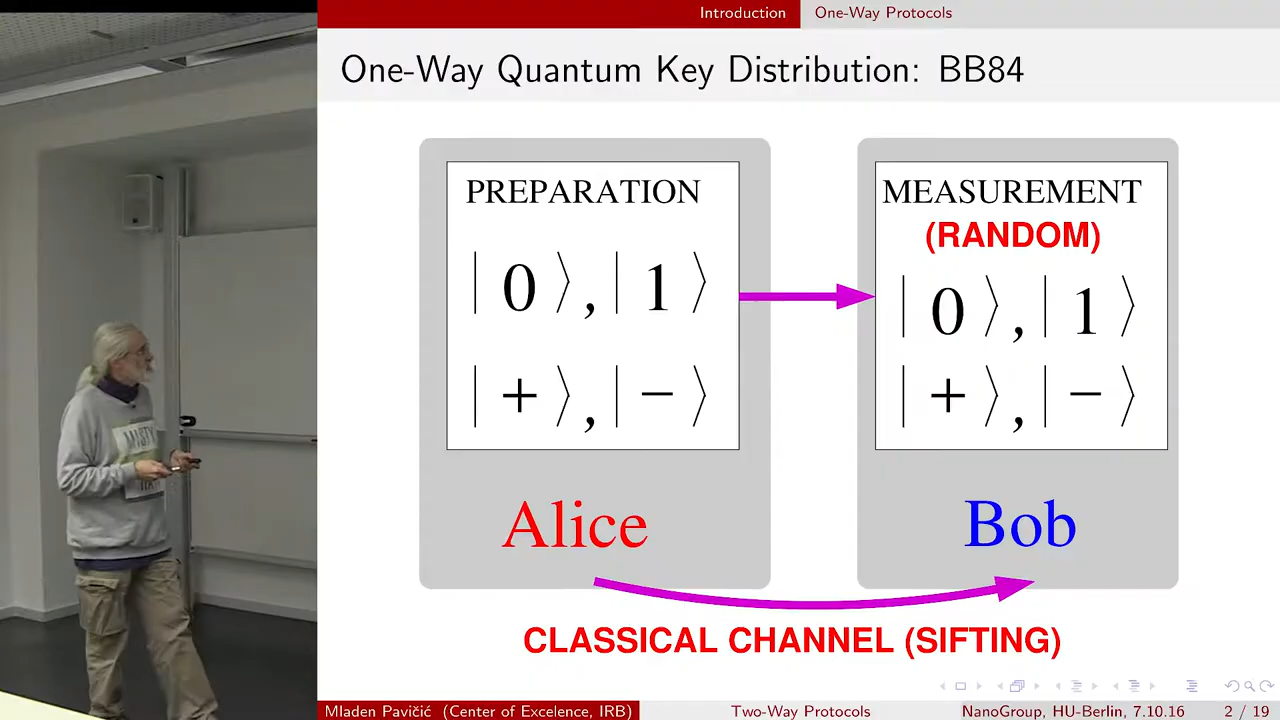 Introduction One-Way Protocols
One-Way Quantum Key Distribution: BB84
PREPARATION
| 0 ⟩, | 1 ⟩
| + ⟩, | − ⟩
Alice
MEASUREMENT
(RANDOM)
| 0 ⟩, | 1 ⟩
| + ⟩, | − ⟩
Bob
CLASSICAL CHANNEL (SIFTING)
Mladen Pavičić (Center of Excelence, IRB) Two-Way Protocols NanoGroup, HU-Berlin, 7.10.16 2 / 19